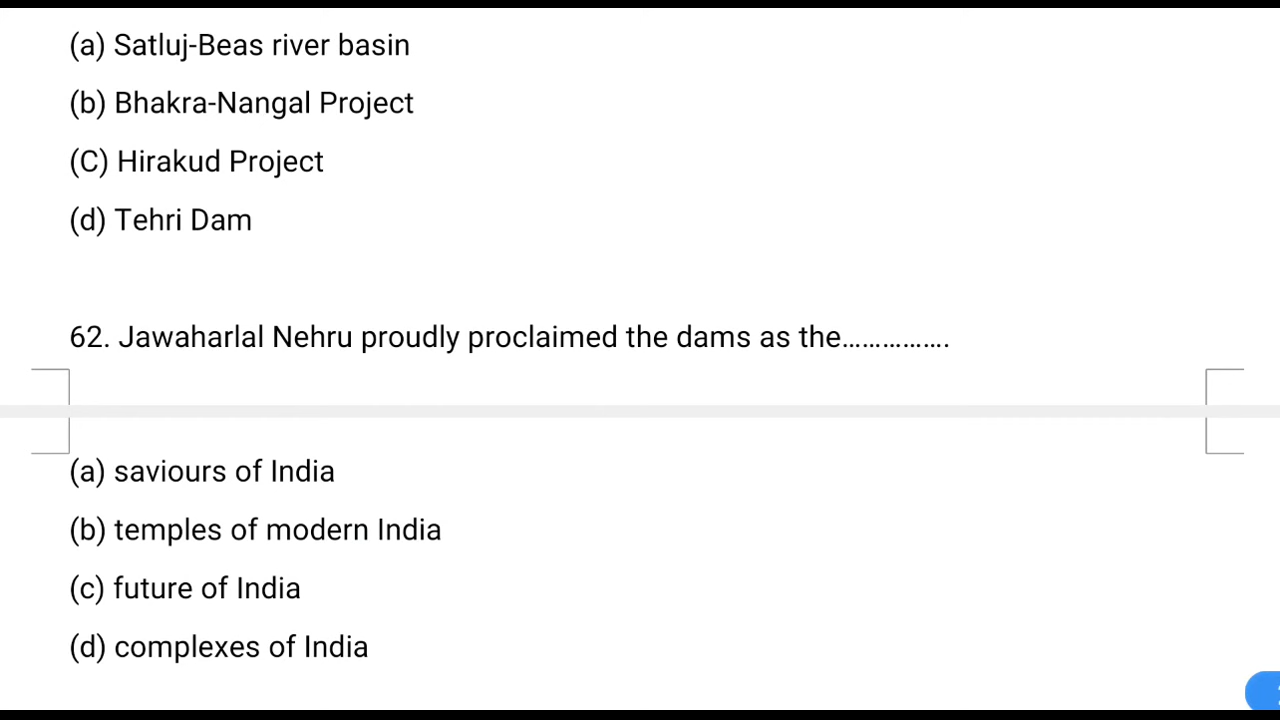 (a) Satluj-Beas river basin
(b) Bhakra-Nangal Project
(C) Hirakud Project
(d) Tehri Dam
62. Jawaharlal Nehru proudly proclaimed the dams as the................
(a) saviours of India
(b) temples of modern India
(c) future of India
(d) complexes of India